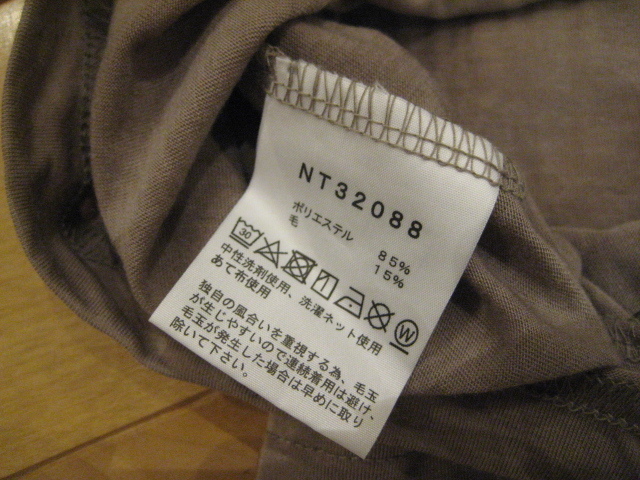 NT32088
ポリエステル 85%
毛 15%
30 W
中性洗剤使用、洗濯ネット使用
あて布使用
独自の風合いを重視する為、毛玉
が生じやすいので連続着用は避け、
毛玉が発生した場合は早めに取り
除いて下さい。